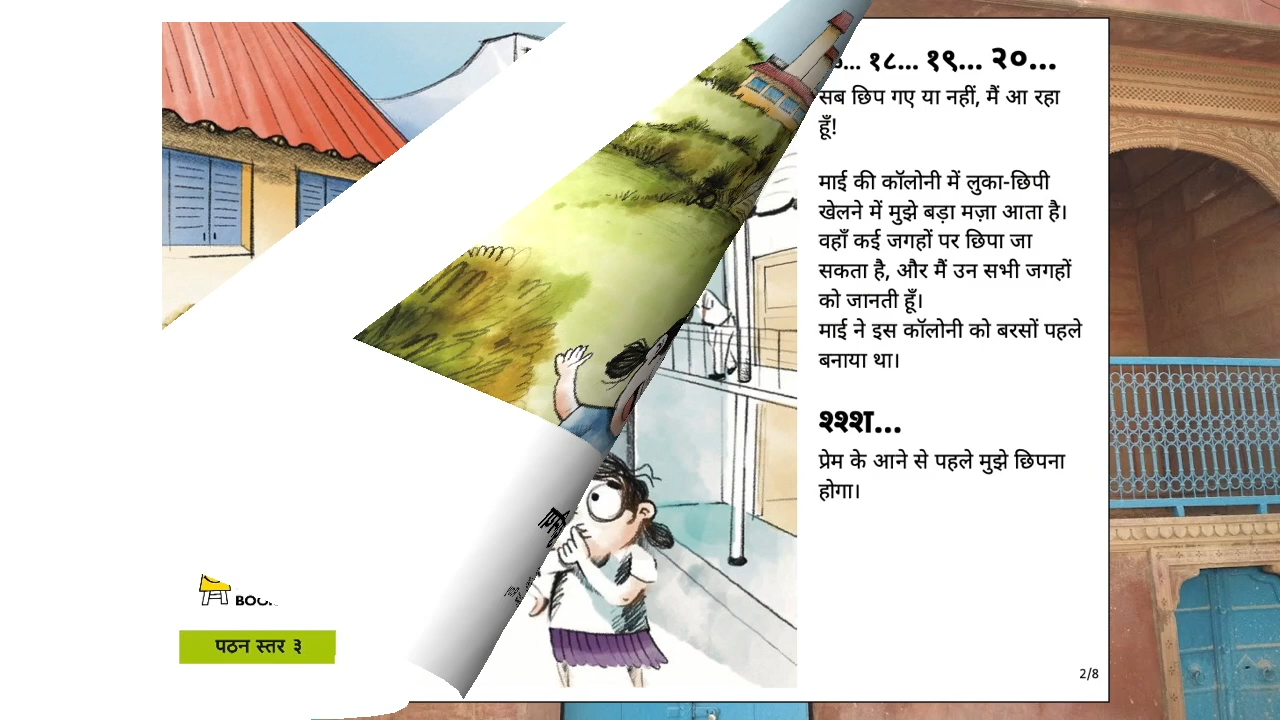 ... १८... १९... २०...
सब छिप गए या नहीं, मैं आ रहा
हूँ!
माई की कॉलोनी में लुका-छिपी
खेलने में मुझे बड़ा मज़ा आता है।
वहाँ कई जगहों पर छिपा जा
सकता है, और मैं उन सभी जगहों
को जानती हूँ।
माई ने इस कॉलोनी को बरसों पहले
बनाया था।
श्श्श...
प्रेम के आने से पहले मुझे छिपना
होगा।
2/8
पठन स्तर ३